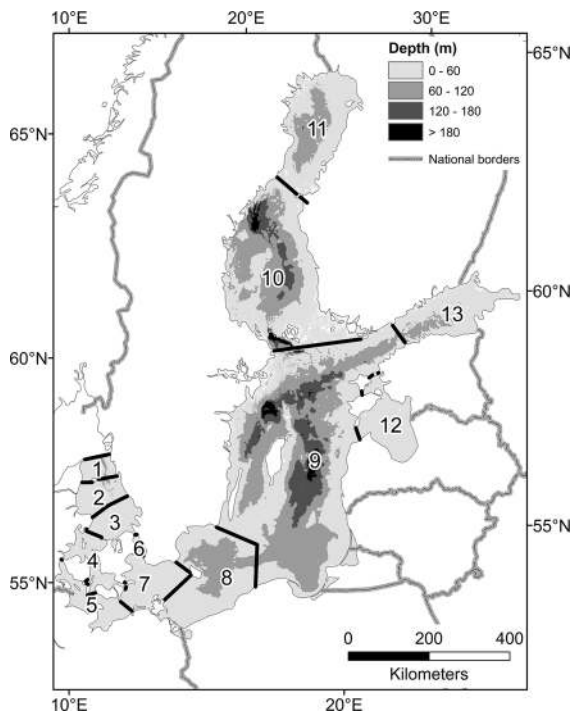 10°E 20°E 30°E
65°N
Depth (m)
0 - 60
60 - 120
120 - 180
> 180
National borders
65°N
11
10
60°N
13
60°N
12
9
1
2
3
55°N
6
4
8
7
55°N
5
0 200 400
Kilometers
10°E 20°E